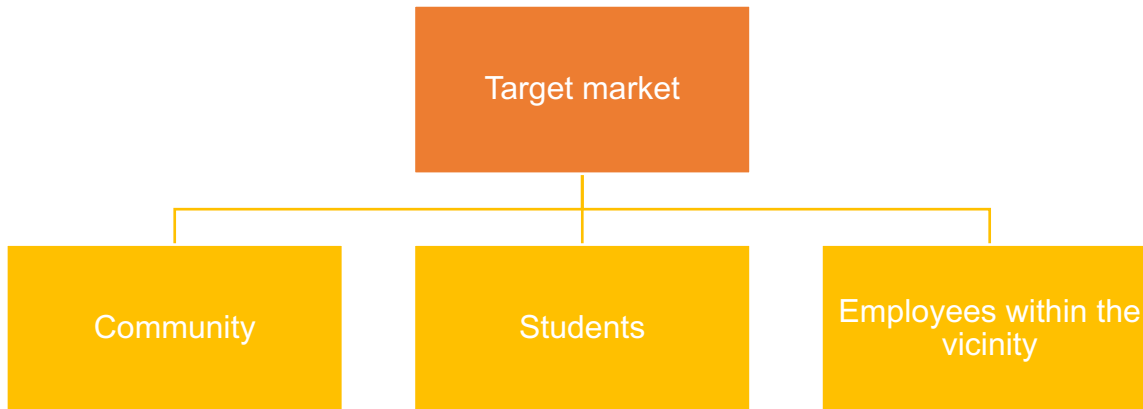 Target market
Community
Students
Employees within the
vicinity